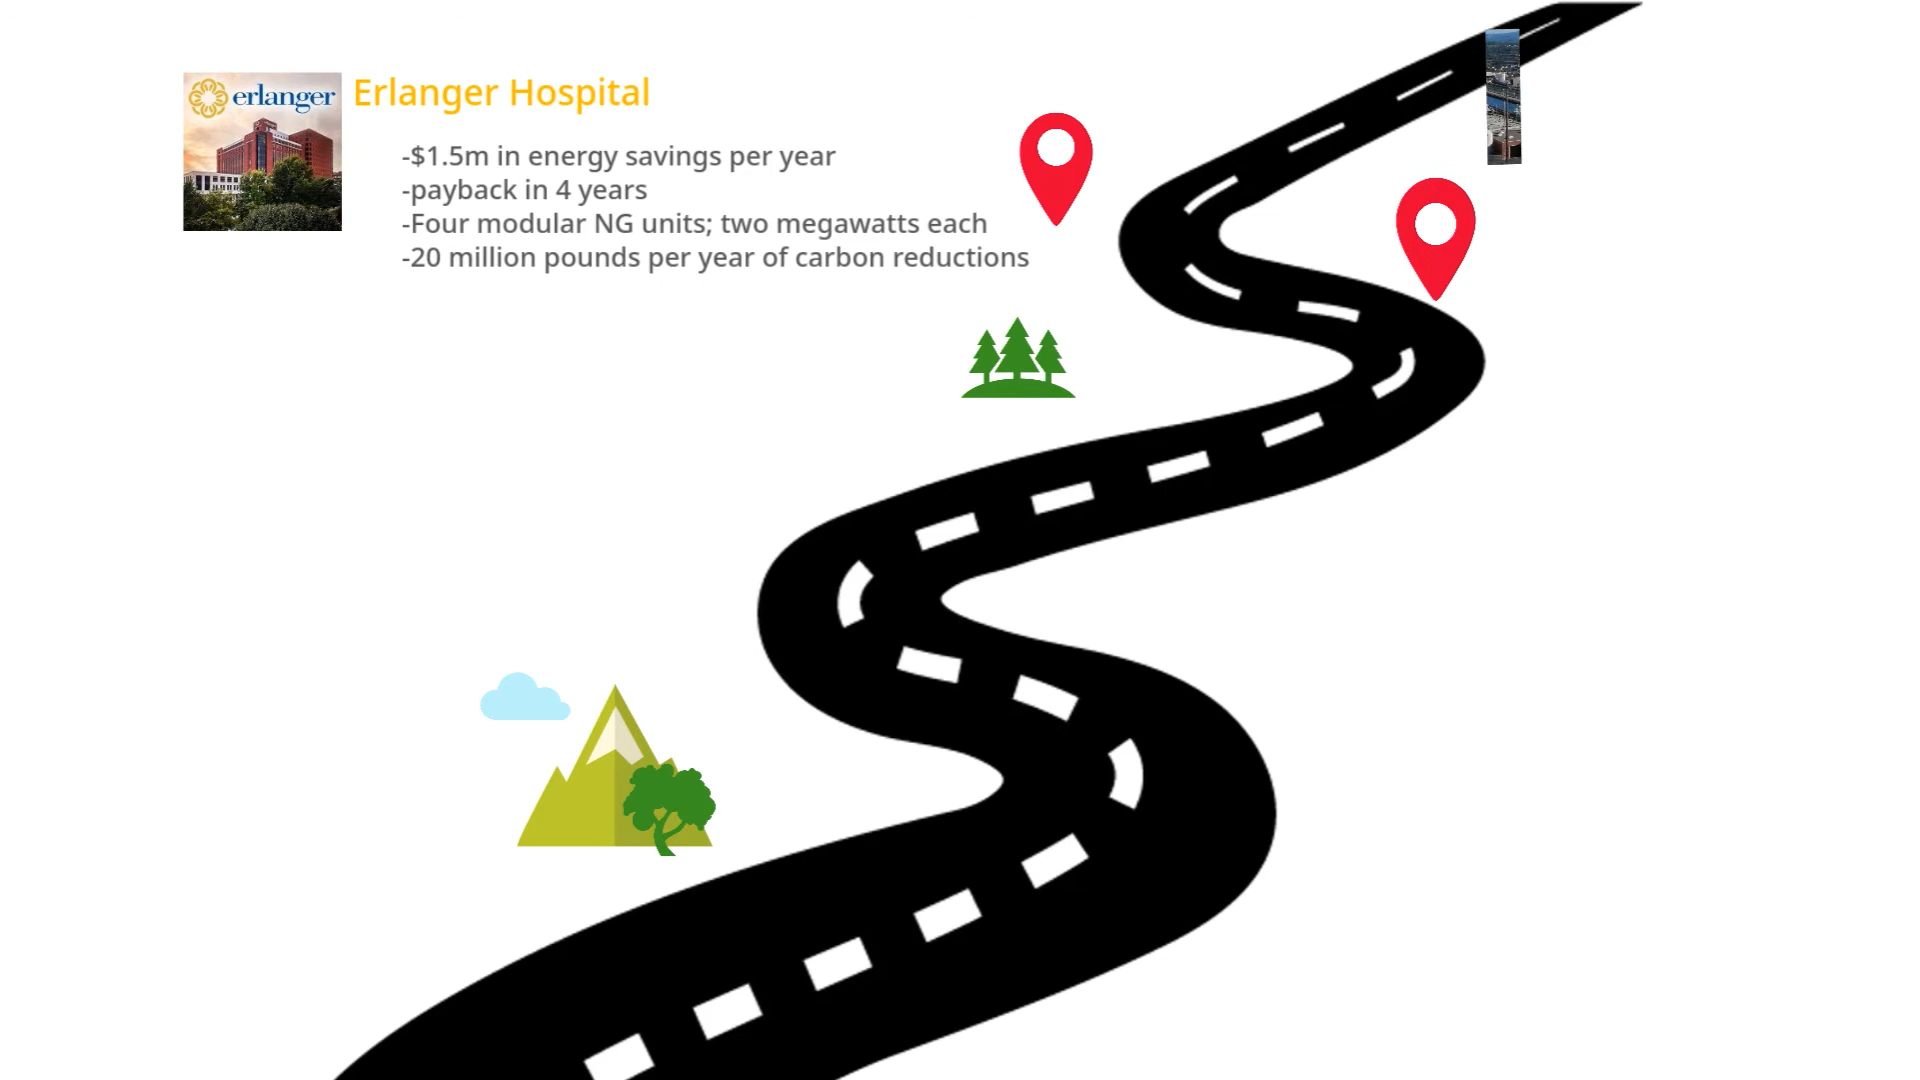 erlanger
Erlanger Hospital
-$1.5m in energy savings per year
-payback in 4 years
-Four modular NG units; two megawatts each
-20 million pounds per year of carbon reductions